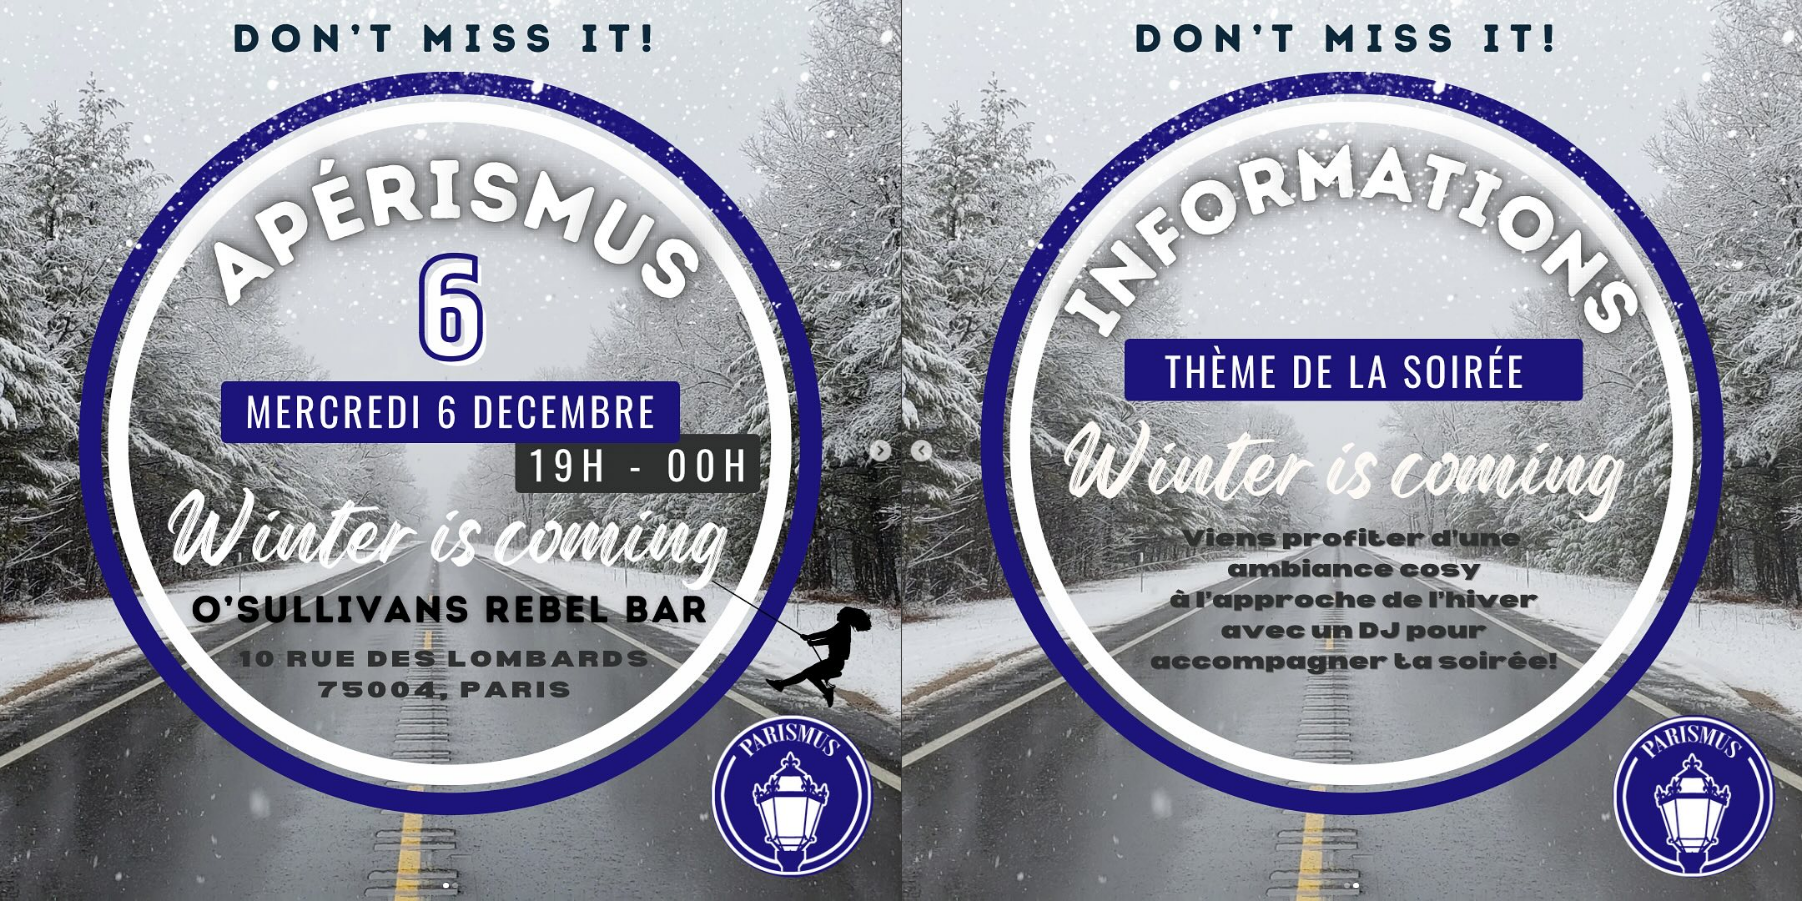 DON'T MISS IT!
APÉRISMUS
6
MERCREDI 6 DECEMBRE
19H - 00H
Winter is coming
O'SULLIVANS REBEL BAR
10 RUE DES LOMBARDS
75004, PARIS
PARISMUS
DON'T MISS IT!
INFORMATIONS
THÈME DE LA SOIRÉE
Winter is coming
Viens profiter d'une
ambiance cosy
à l'approche de l'hiver
avec un DJ pour
accompagner ta soirée!
PARISMUS